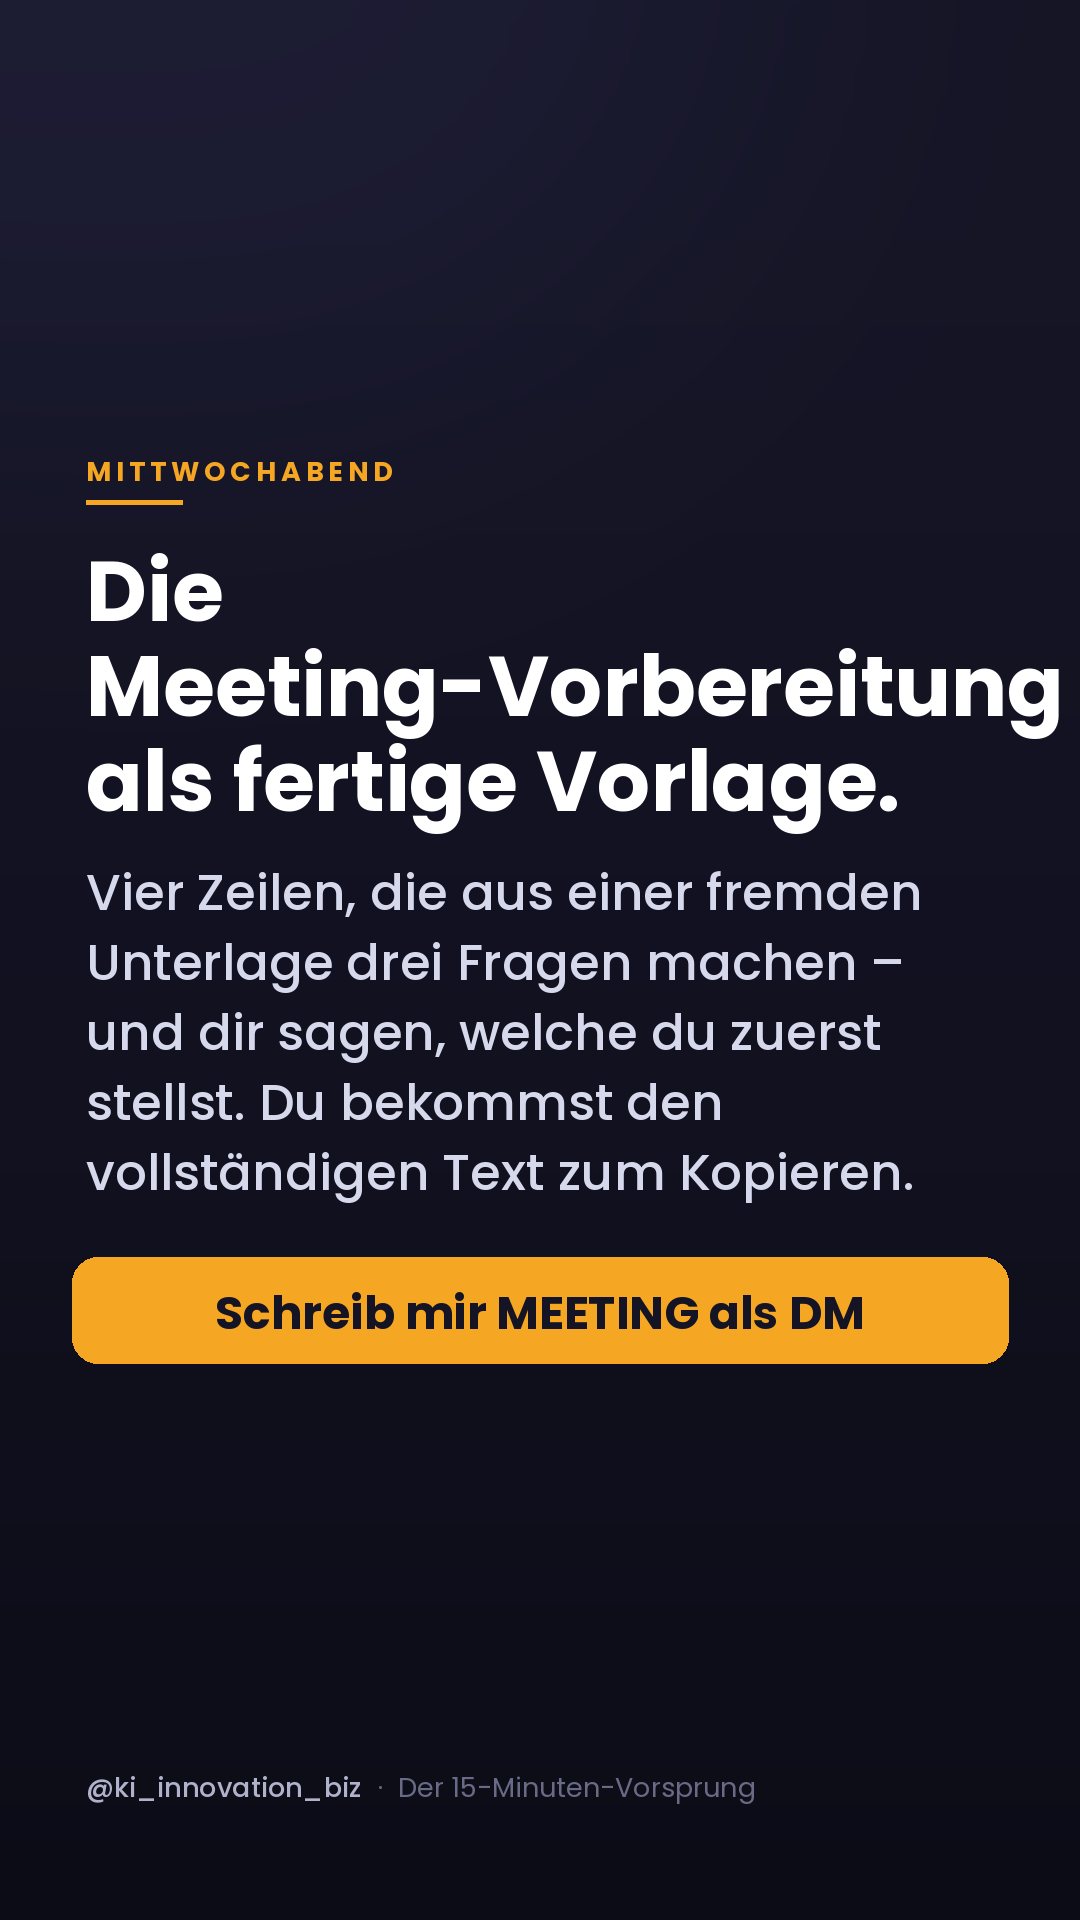 MITTWOCHABEND
Die
Meeting-Vorbereitung
als fertige Vorlage.
Vier Zeilen, die aus einer fremden
Unterlage drei Fragen machen –
und dir sagen, welche du zuerst
stellst. Du bekommst den
vollständigen Text zum Kopieren.
Schreib mir MEETING als DM
@ki_innovation_biz · Der 15-Minuten-Vorsprung